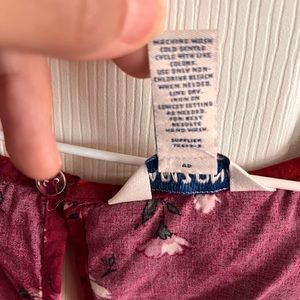 MACHINE WASH
COLD GENTLE
CYCLE WITH LIKE
COLORS.
USE ONLY NON-
CHLORINE BLEACH
WHEN NEEDED.
LINE DRY.
IRON ON
LOWEST SETTING
AS NEEDED.
FOR BEST
RESULTS
HAND WASH.
SUPPLIER